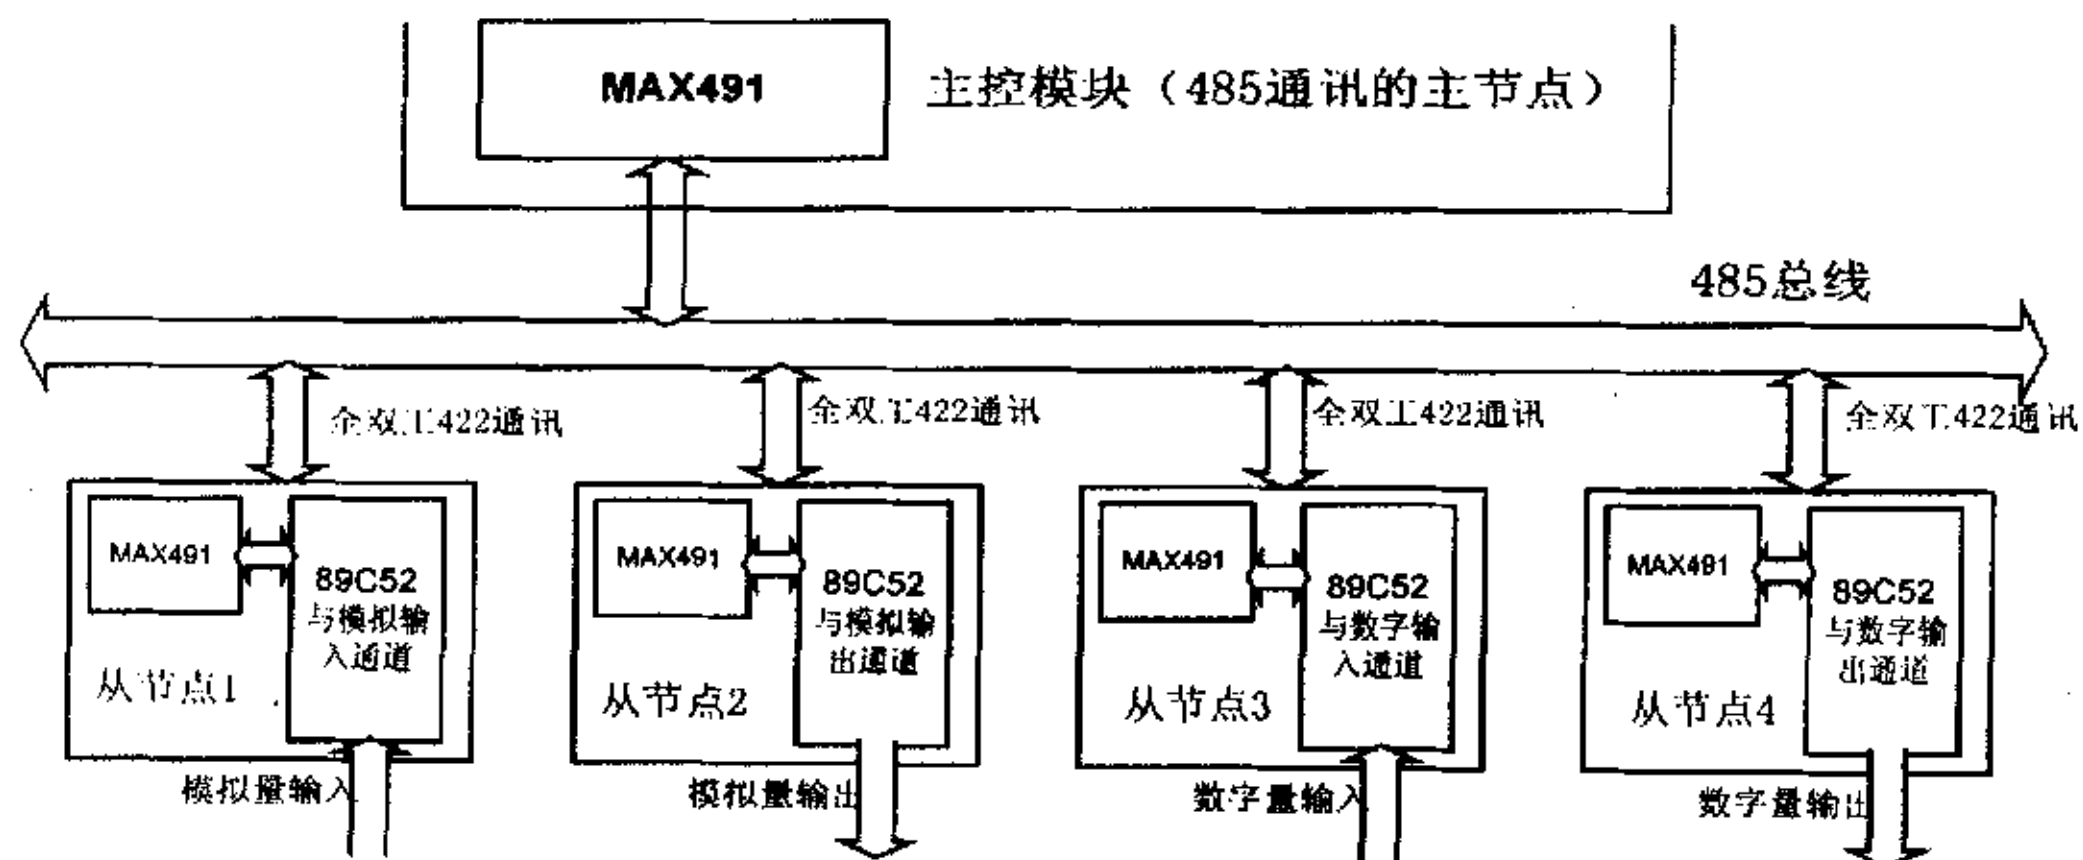 MAX491
主控模块（485通讯的主节点）
485总线
全双工422通讯
全双工422通讯
全双工422通讯
全双工422通讯
MAX491
89C52
与模拟输
入通道
从节点1
模拟量输入
MAX491
89C52
与模拟输
出通道
从节点2
模拟量输出
MAX491
89C52
与数字输
入通道
从节点3
数字量输入
MAX491
89C52
与数字输
出通道
从节点4
数字量输出